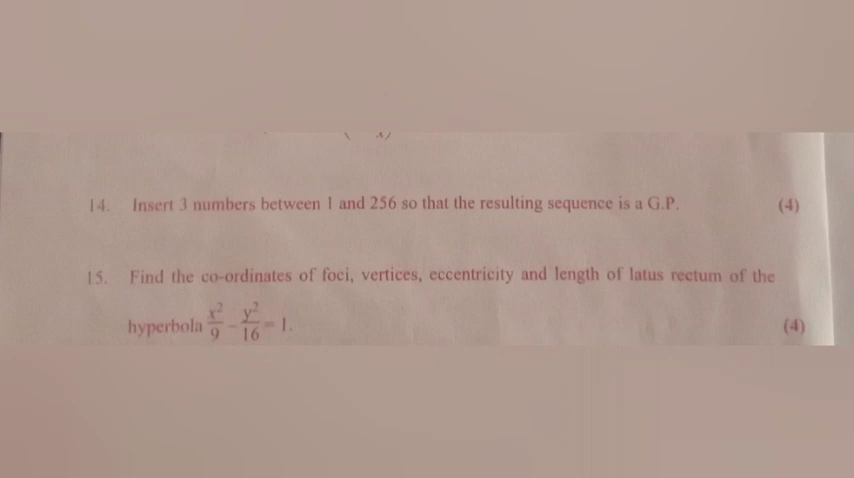 14. Insert 3 numbers between 1 and 256 so that the resulting sequence is a G.P. (4)
15. Find the co-ordinates of foci, vertices, eccentricity and length of latus rectum of the
hyperbola x²/9 − y²/16 = 1. (4)